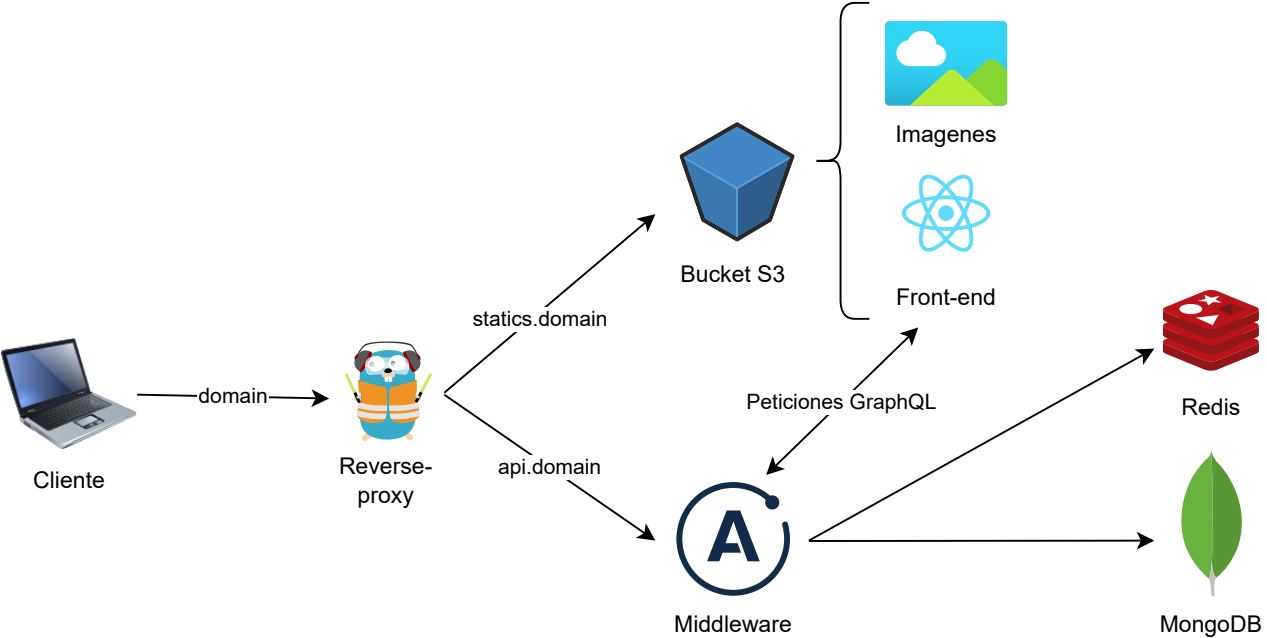 Imagenes
Bucket S3
Front-end
statics.domain
domain
Peticiones GraphQL
Redis
Cliente
Reverse-
proxy
api.domain
A
Middleware
MongoDB